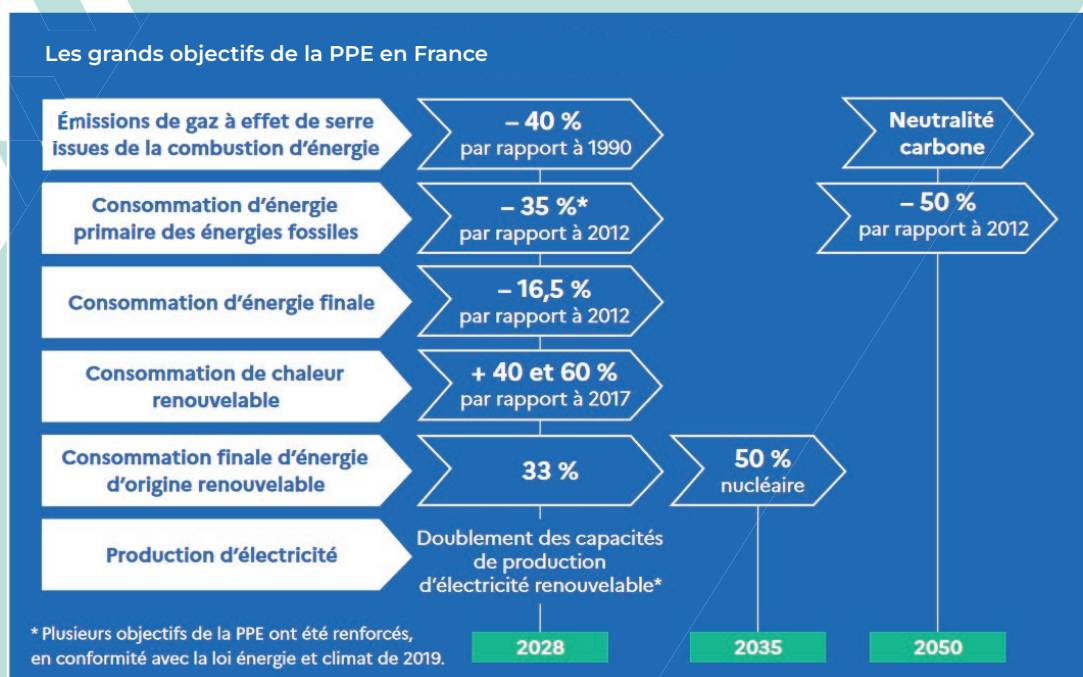 Les grands objectifs de la PPE en France
Émissions de gaz à effet de serre
issues de la combustion d'énergie
– 40 %
par rapport à 1990
Neutralité
carbone
Consommation d'énergie
primaire des énergies fossiles
– 35 %*
par rapport à 2012
– 50 %
par rapport à 2012
Consommation d'énergie finale
– 16,5 %
par rapport à 2012
Consommation de chaleur
renouvelable
+ 40 et 60 %
par rapport à 2017
Consommation finale d'énergie
d'origine renouvelable
33 %
50 %
nucléaire
Production d'électricité
Doublement des capacités
de production
d'électricité renouvelable*
* Plusieurs objectifs de la PPE ont été renforcés,
en conformité avec la loi énergie et climat de 2019.
2028
2035
2050